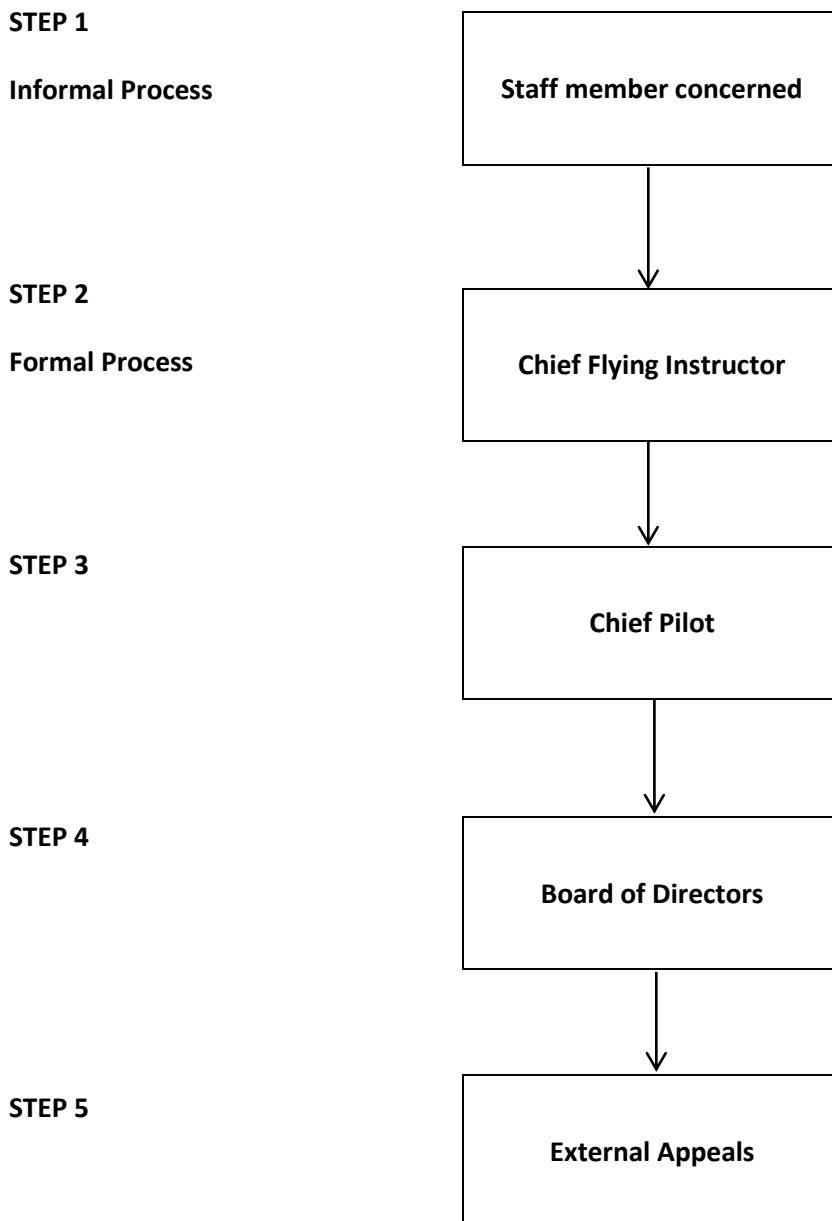 STEP 1
Informal Process
Staff member concerned
STEP 2
Formal Process
Chief Flying Instructor
STEP 3
Chief Pilot
STEP 4
Board of Directors
STEP 5
External Appeals